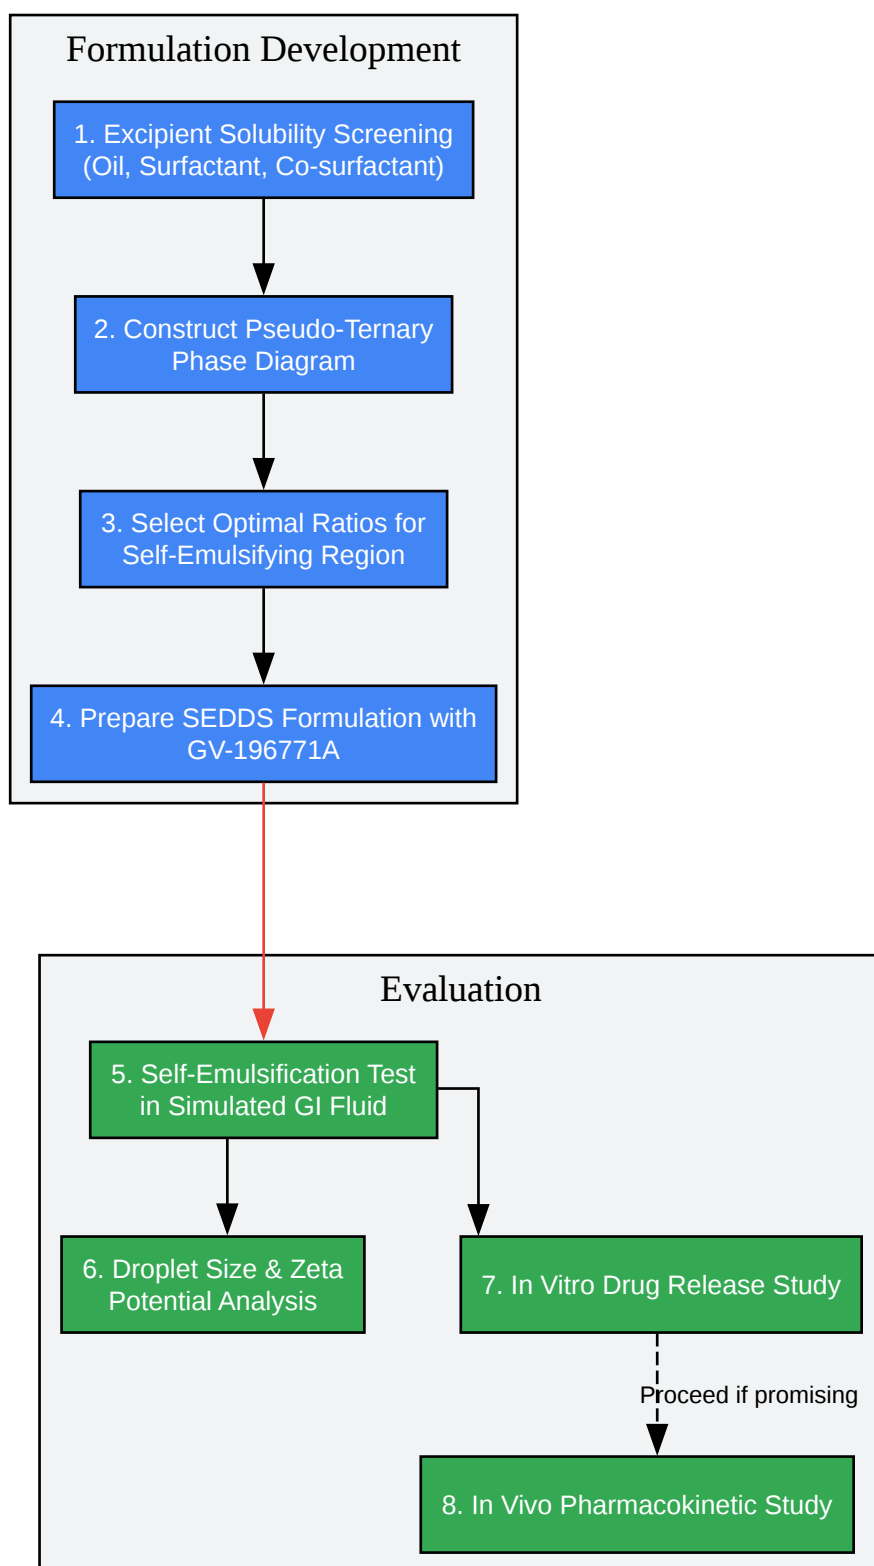 Formulation Development
1. Excipient Solubility Screening
(Oil, Surfactant, Co-surfactant)
2. Construct Pseudo-Ternary
Phase Diagram
3. Select Optimal Ratios for
Self-Emulsifying Region
4. Prepare SEDDS Formulation with
GV-196771A
Evaluation
5. Self-Emulsification Test
in Simulated GI Fluid
6. Droplet Size & Zeta
Potential Analysis
7. In Vitro Drug Release Study
Proceed if promising
8. In Vivo Pharmacokinetic Study